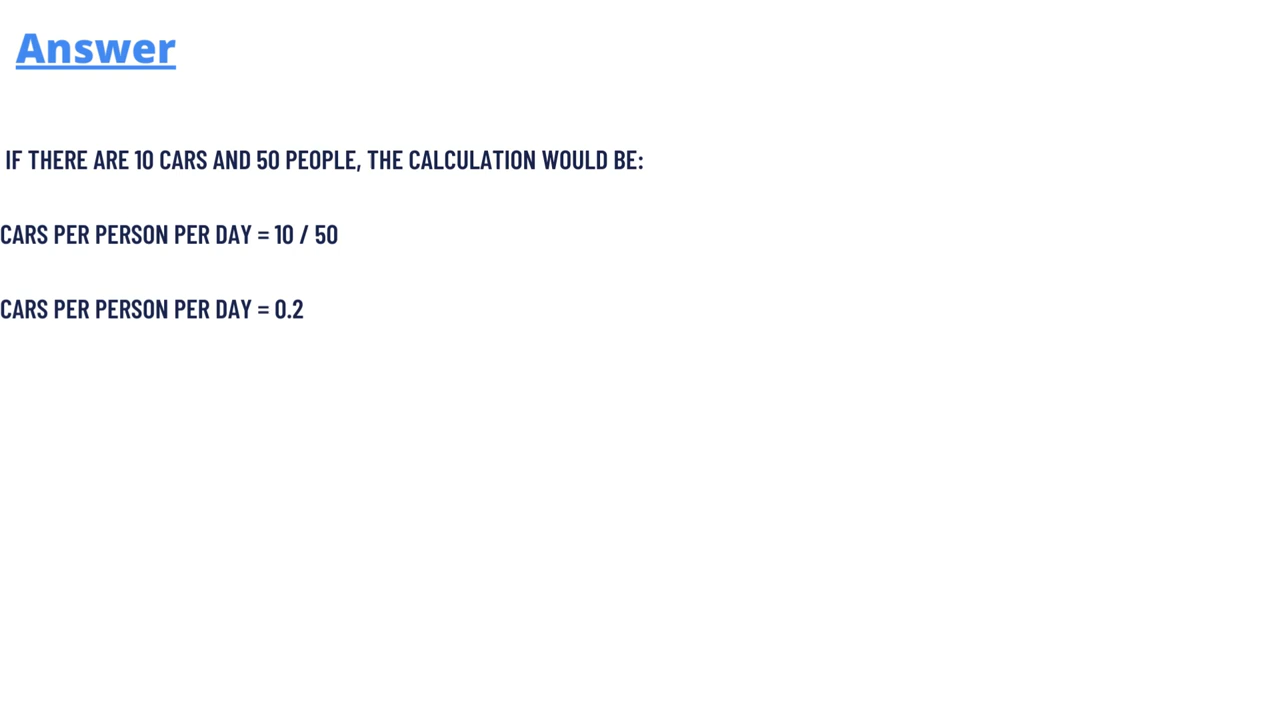 Answer
IF THERE ARE 10 CARS AND 50 PEOPLE, THE CALCULATION WOULD BE:
CARS PER PERSON PER DAY = 10 / 50
CARS PER PERSON PER DAY = 0.2